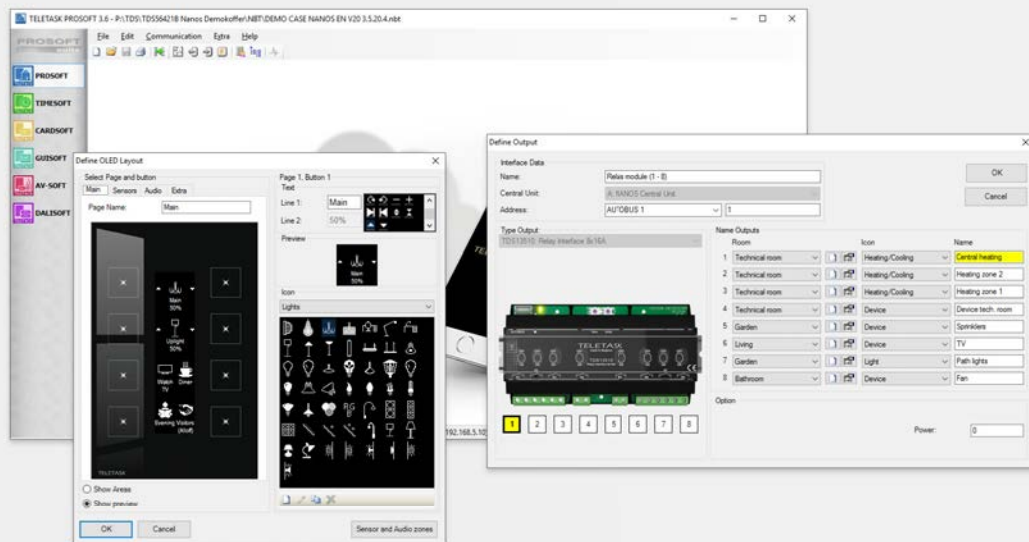 TELETASK PROSOFT 3.6 - P:\TDS\TDS56421B Nanos Demokoffer\NBT\DEMO CASE NANOS EN V20 3.5.20.4.nbt
PROSOFT
File Edit Communication Extra Help
PROSOFT
TIMESOFT
CARDSOFT
GUISOFT
AV-SOFT
DALISOFT
192.168.5.10
Define OLED Layout
Select Page and button
Main Sensors Audio Extra
Page Name: Main
Main
50%
Uplight
50%
Watch TV
Diner
Evening
Visitors
(At/off)
TELETASK
Show Areas
Show preview
OK Cancel
Page 1, Button 1
Text
Line 1: Main
Line 2: 50%
Preview
Main
50%
Icon
Lights
RG
Sensor and Audio zones
Define Output
Interface Data
Name: Relais module (1 - 8)
Central Unit: A: NANOS Central Unit
Address: AUTOBUS 1 1
OK
Cancel
Type Output
TDS13510: Relay interface 8x16A
TELETASK
TDS13510
1 2 3 4 5 6 7 8
Name Outputs
Room Icon Name
1 Technical room Heating/Cooling Central heating
2 Technical room Heating/Cooling Heating zone 2
3 Technical room Heating/Cooling Heating zone 1
4 Technical room Device Device tech. room
5 Garden Device Sprinklers
6 Living Device TV
7 Garden Light Path lights
8 Bathroom Device Fan
Option
Power: 0